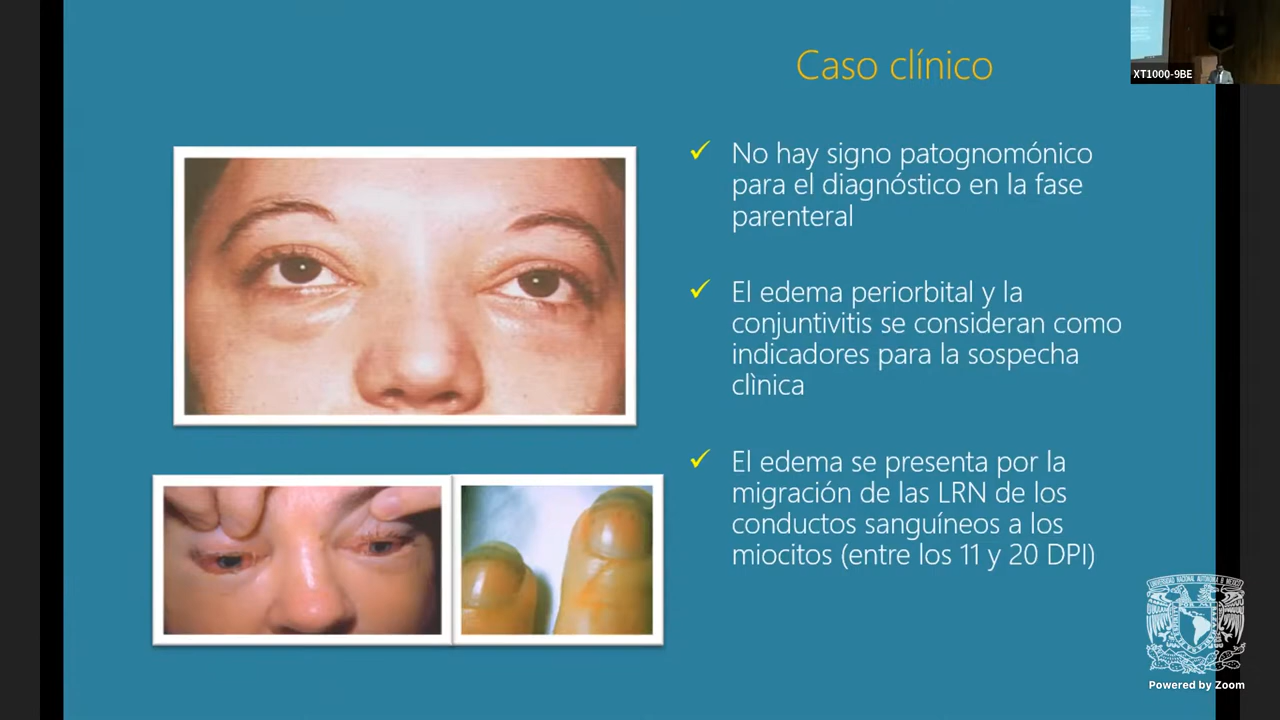 Caso clínico
XT1000-9BE
No hay signo patognomónico
para el diagnóstico en la fase
parenteral
El edema periorbital y la
conjuntivitis se consideran como
indicadores para la sospecha
clìnica
El edema se presenta por la
migración de las LRN de los
conductos sanguíneos a los
miocitos (entre los 11 y 20 DPI)
Powered by Zoom